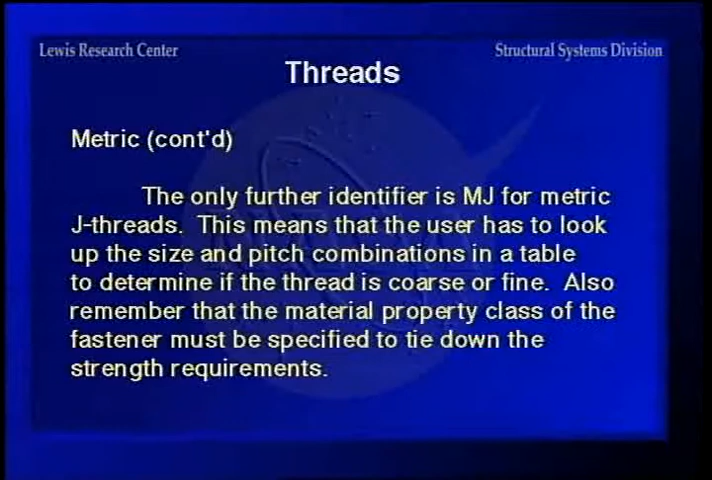 Lewis Research Center
Structural Systems Division
Threads
Metric (cont'd)
The only further identifier is MJ for metric
J-threads. This means that the user has to look
up the size and pitch combinations in a table
to determine if the thread is coarse or fine. Also
remember that the material property class of the
fastener must be specified to tie down the
strength requirements.